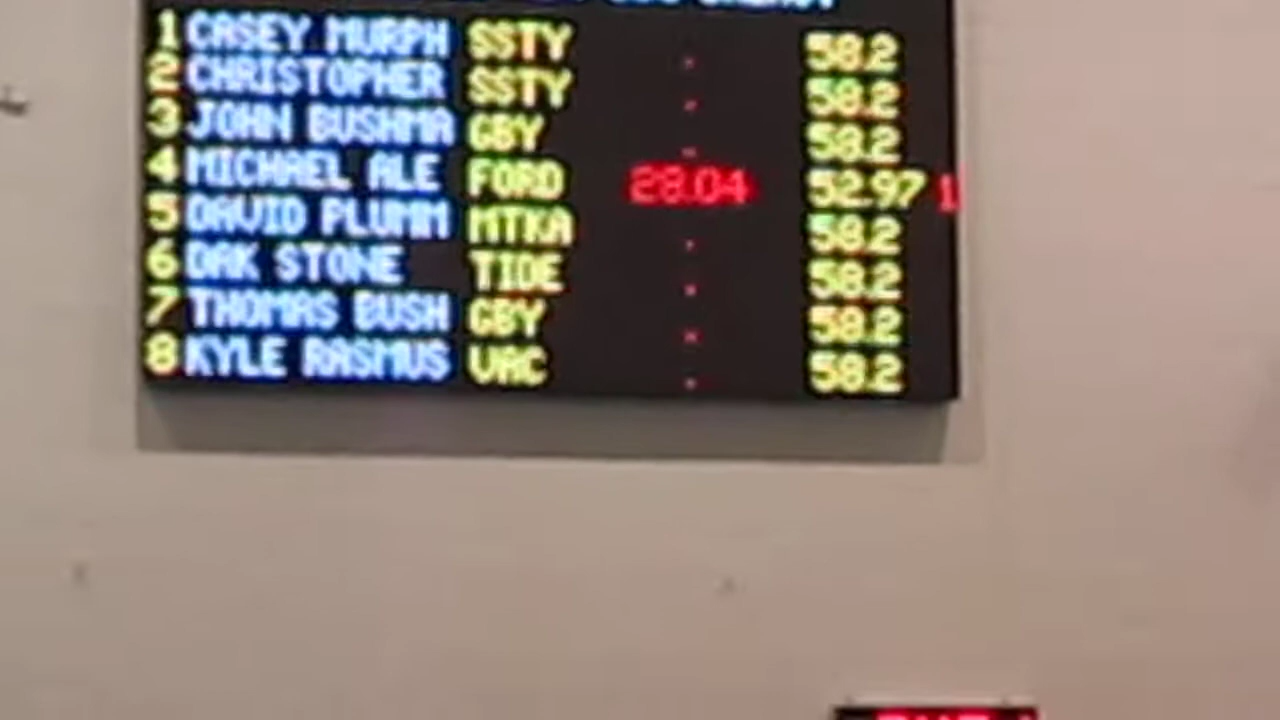 1 CASEY MURPH SSTY . 58.2
2 CHRISTOPHER SSTY . 58.2
3 JOHN BUSHMA GBY . 58.2
4 MICHAEL ALE FORD 28.04 52.97 1
5 DAVID PLUMM MTKA . 58.2
6 DAK STONE TIDE . 58.2
7 THOMAS BUSH GBY . 58.2
8 KYLE RASMUS VAC . 58.2